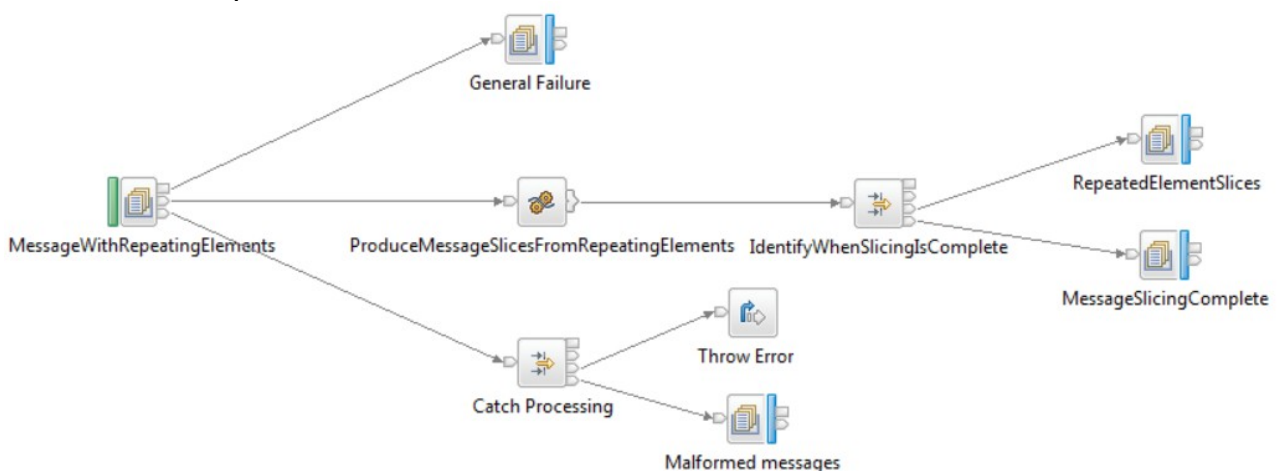 General Failure
RepeatedElementSlices
MessageWithRepeatingElements
ProduceMessageSlicesFromRepeatingElements
IdentifyWhenSlicingIsComplete
MessageSlicingComplete
Throw Error
Catch Processing
Malformed messages